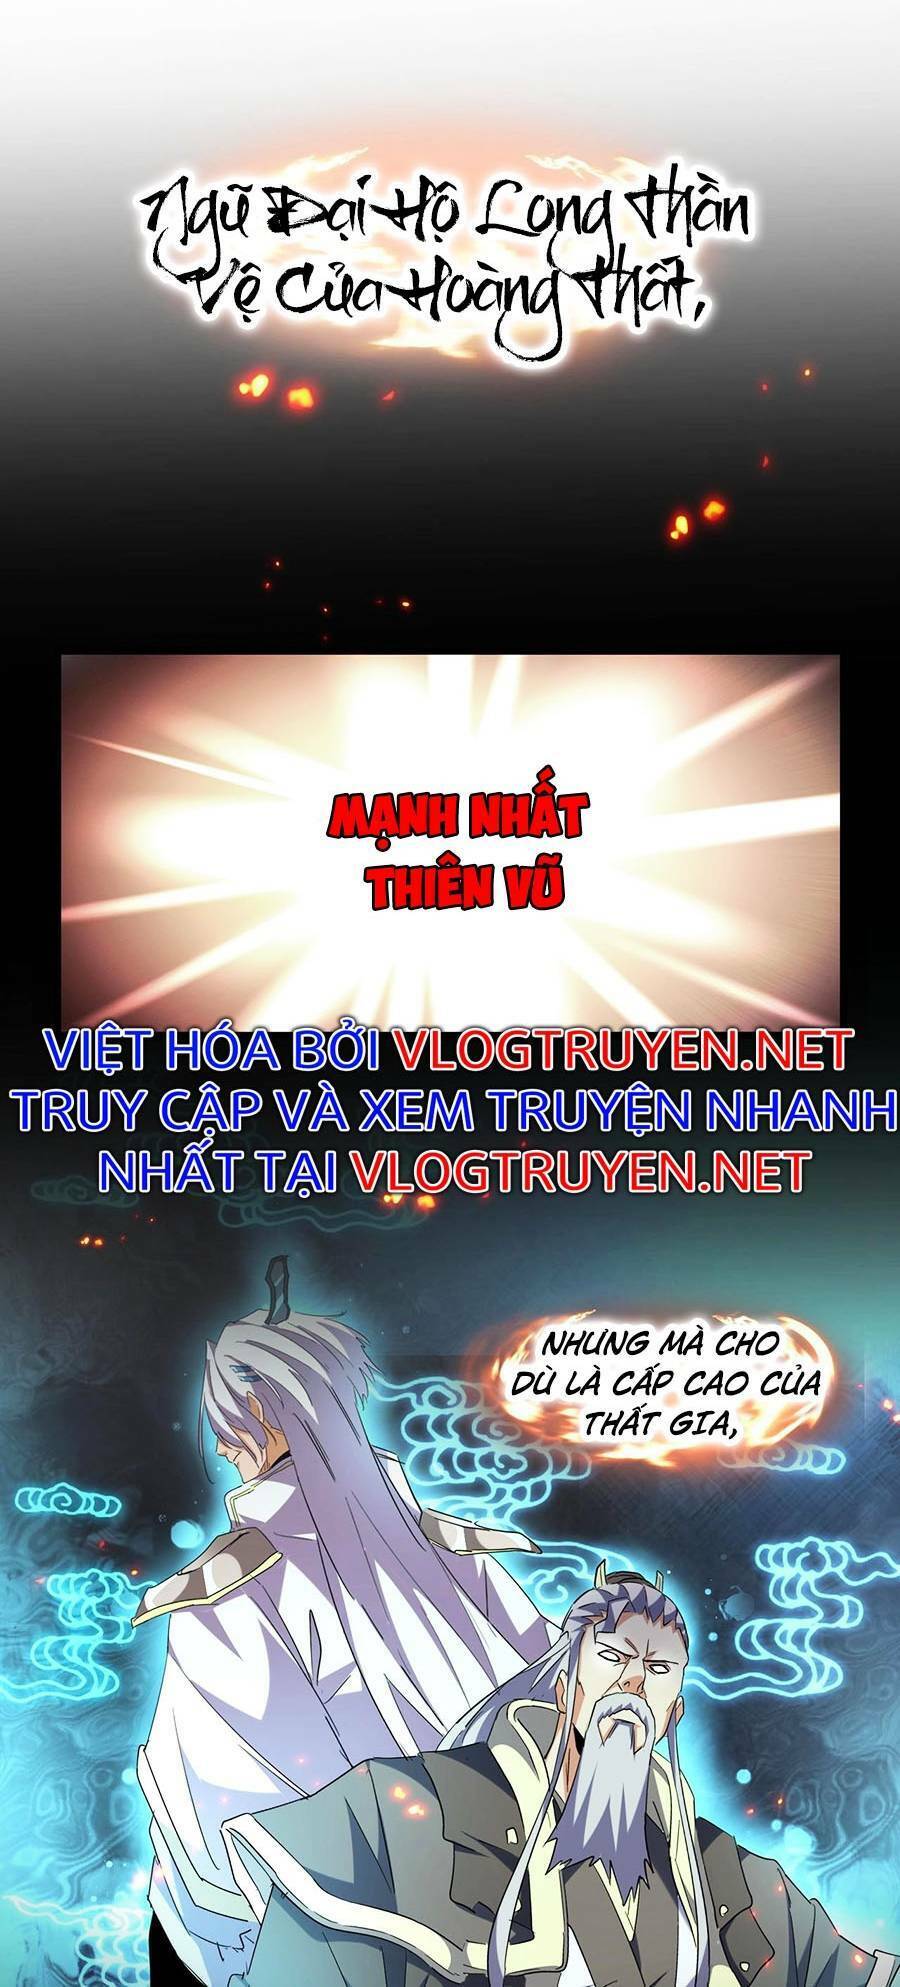 Ngũ Đại Hộ Long Thần
Vệ Của Hoàng Thất,
MẠNH NHẤT
THIÊN VŨ
VIỆT HÓA BỞI VLOGTRUYEN.NET
TRUY CẬP VÀ XEM TRUYỆN NHANH
NHẤT TẠI VLOGTRUYEN.NET
NHƯNG MÀ CHO
DÙ LÀ CẤP CAO CỦA
THẤT GIA,